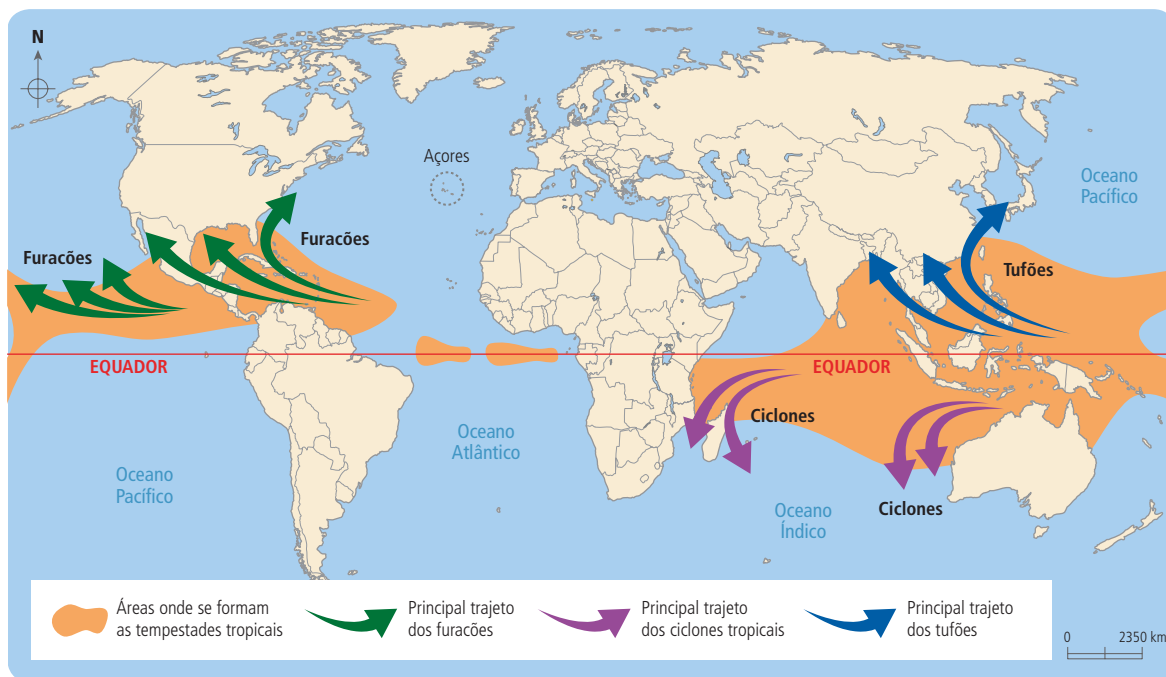 N
Açores
Oceano
Pacífico
Furacões
Furacões
Tufões
EQUADOR
EQUADOR
Ciclones
Oceano
Atlântico
Oceano
Pacífico
Oceano
Índico
Ciclones
Áreas onde se formam
as tempestades tropicais
Principal trajeto
dos furacões
Principal trajeto
dos ciclones tropicais
Principal trajeto
dos tufões
0 2350 km